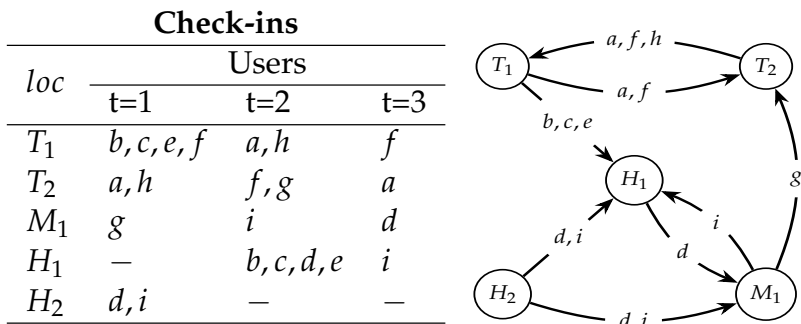 Check-ins
loc Users
t=1 t=2 t=3
T₁ b, c, e, f a, h f
T₂ a, h f, g a
M₁ g i d
H₁ – b, c, d, e i
H₂ d, i – –
a, f, h
T₁ T₂
a, f
b, c, e
H₁ g
d, i d i
H₂ M₁
d, i